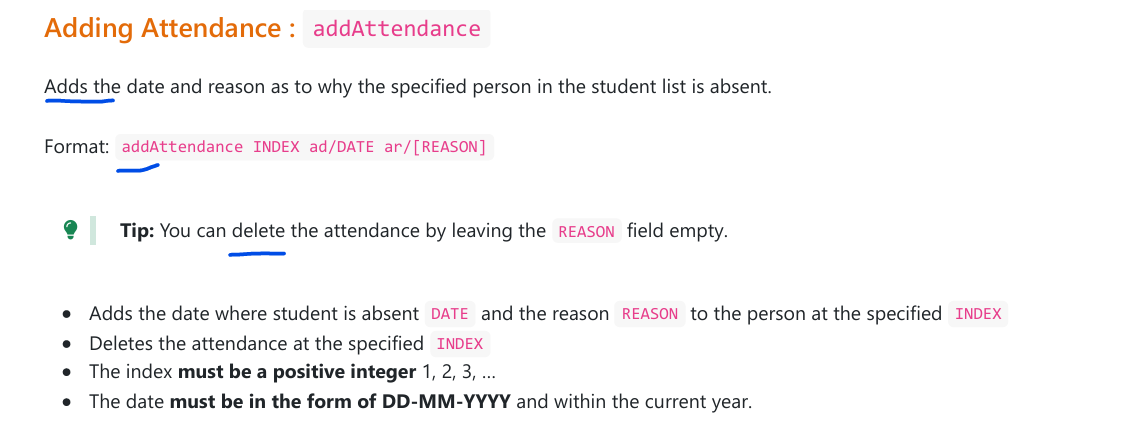 Adding Attendance : addAttendance
Adds the date and reason as to why the specified person in the student list is absent.
Format: addAttendance INDEX ad/DATE ar/[REASON]
Tip: You can delete the attendance by leaving the REASON field empty.
• Adds the date where student is absent DATE and the reason REASON to the person at the specified INDEX
• Deletes the attendance at the specified INDEX
• The index must be a positive integer 1, 2, 3, ...
• The date must be in the form of DD-MM-YYYY and within the current year.